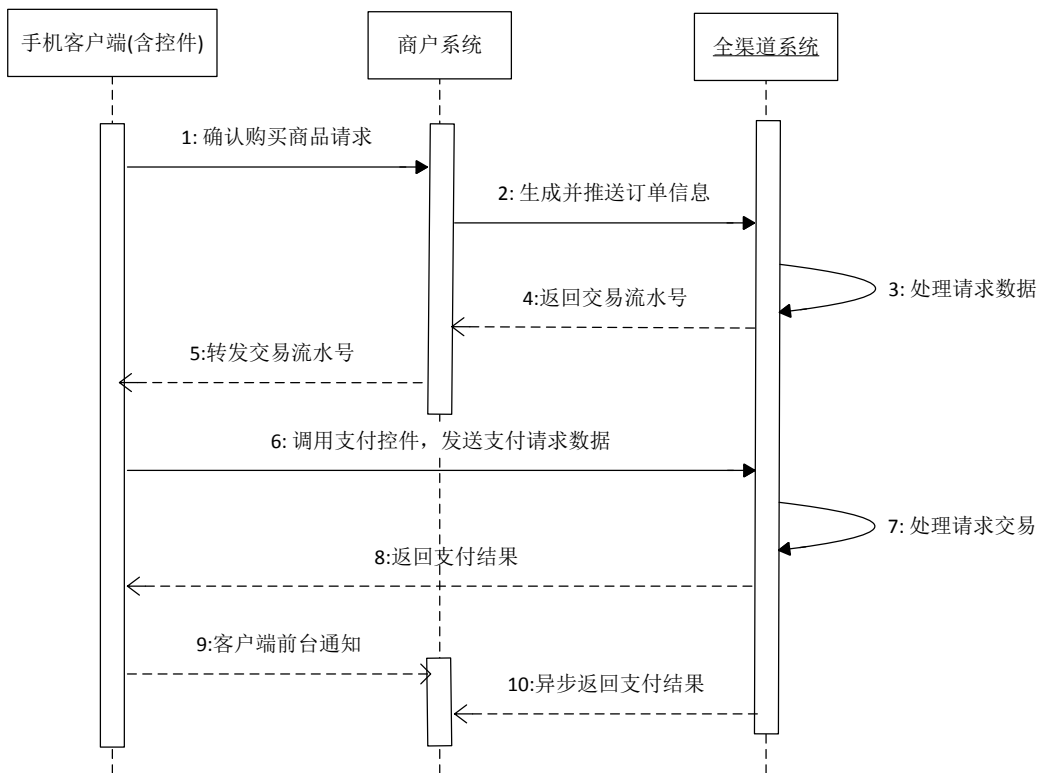 手机客户端(含控件)
商户系统
全渠道系统
1: 确认购买商品请求
2: 生成并推送订单信息
3: 处理请求数据
4:返回交易流水号
5:转发交易流水号
6: 调用支付控件，发送支付请求数据
7: 处理请求交易
8:返回支付结果
9:客户端前台通知
10:异步返回支付结果